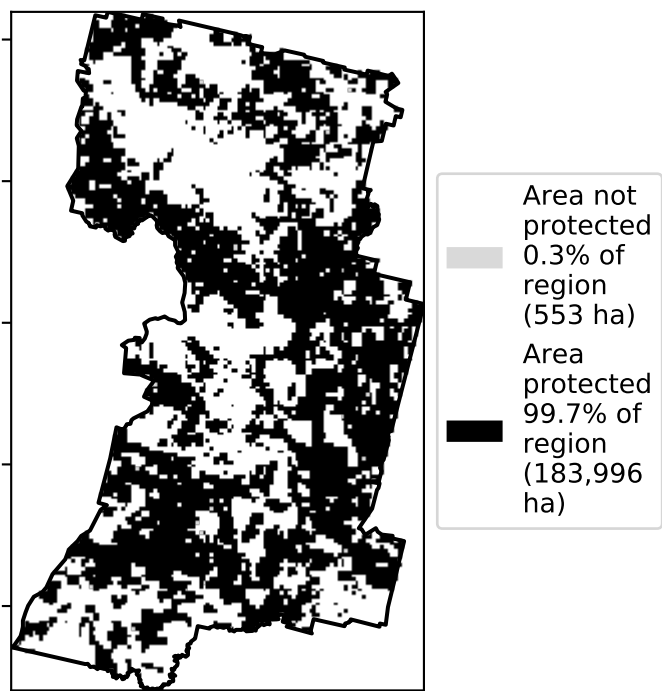 Area not
protected
0.3% of
region
(553 ha)
Area
protected
99.7% of
region
(183,996
ha)